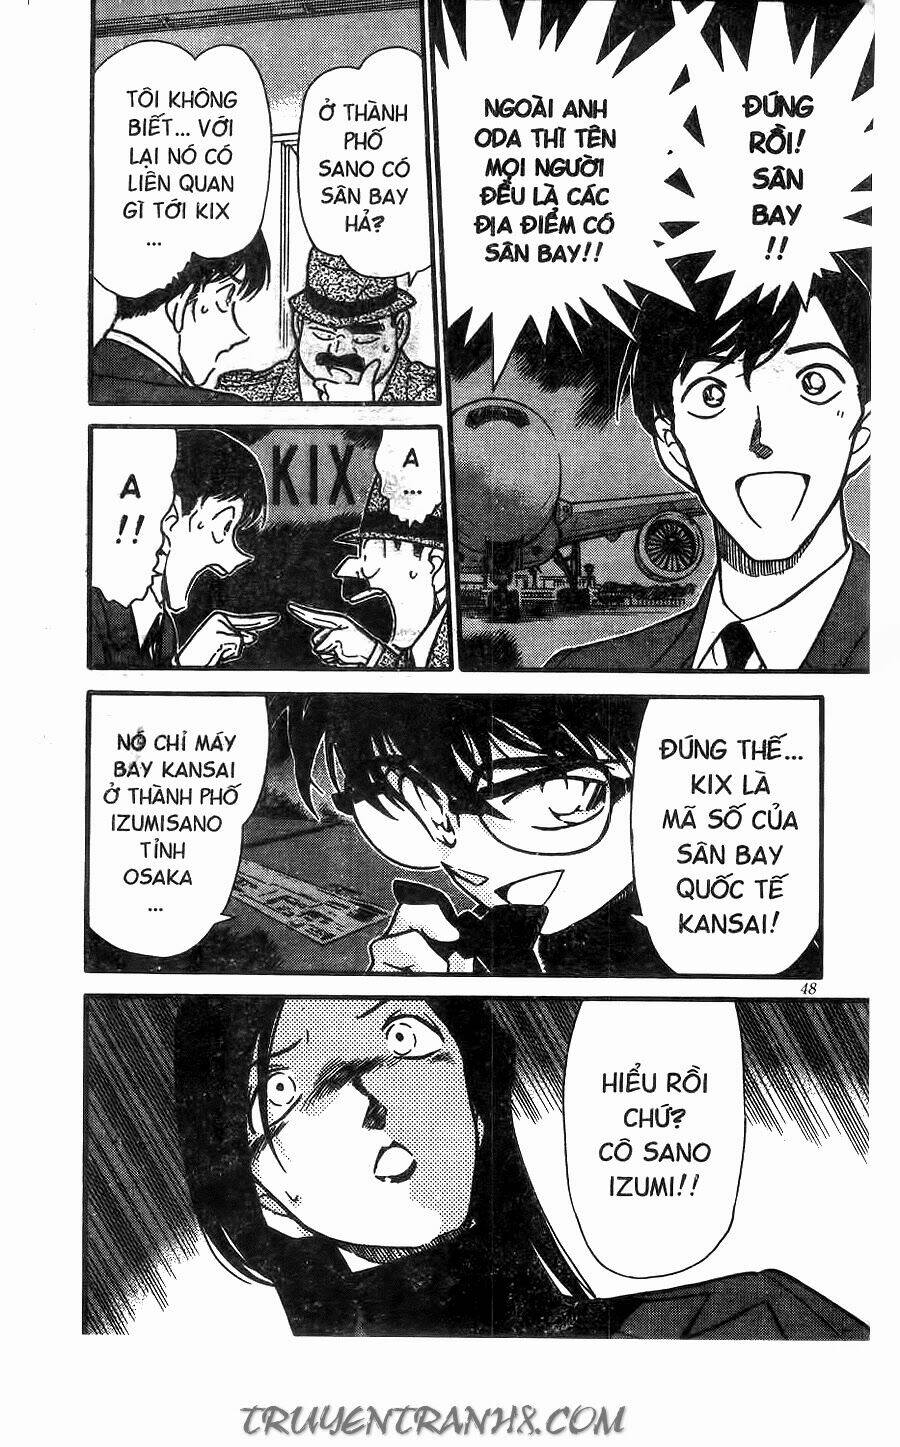 ĐÚNG
RỒI!
SÂN
BAY
!!
NGOÀI ANH
ODA THÌ TÊN
MỌI NGƯỜI
ĐỀU LÀ CÁC
ĐỊA ĐIỂM CÓ
SÂN BAY!!
Ở THÀNH
PHỐ
SANO CÓ
SÂN BAY
HẢ?
TÔI KHÔNG
BIẾT... VỚI
LẠI NÓ CÓ
LIÊN QUAN
GÌ TỚI KIX
...
A
...
KIX
A
!!
ĐÚNG THẾ...
KIX LÀ
MÃ SỐ CỦA
SÂN BAY
QUỐC TẾ
KANSAI!
NÓ CHỈ MÁY
BAY KANSAI
Ở THÀNH PHỐ
IZUMISANO
TỈNH
OSAKA
...
48
HIỂU RỒI
CHỨ?
CÔ SANO
IZUMI!!
TRUYENTRANH8.COM